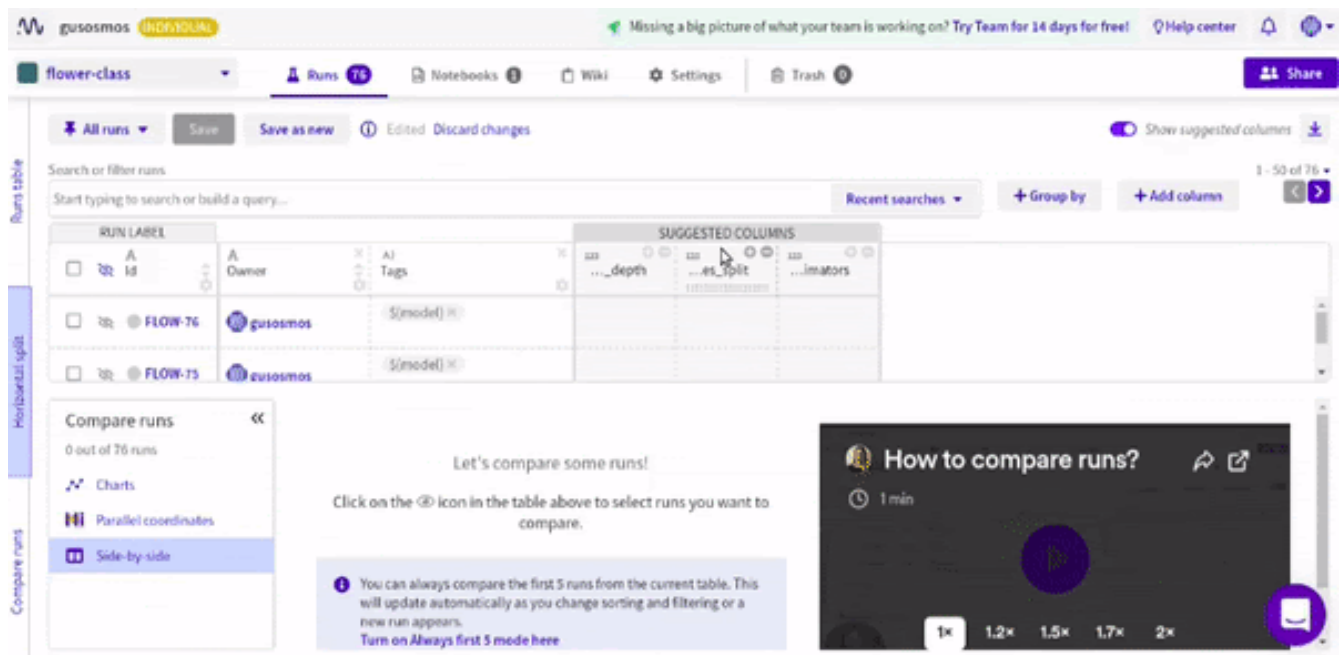 gusosmos INDIVIDUAL
Missing a big picture of what your team is working on? Try Team for 14 days for free!
Help center
flower-class
Runs 76
Notebooks
Wiki
Settings
Trash 0
Share
All runs
Save
Save as new
Edited Discard changes
Show suggested columns
Runs table
Search or filter runs
1 - 50 of 76
Start typing to search or build a query...
Recent searches
+ Group by
+ Add column
RUN LABEL
SUGGESTED COLUMNS
A
Id
A
Owner
A]
Tags
..._depth
...es_split
...imators
FLOW-76
gusosmos
$(model) ×
FLOW-75
gusosmos
$(model) ×
Horizontal split
Compare runs
Compare runs
0 out of 76 runs
Charts
Parallel coordinates
Side-by-side
Let's compare some runs!
Click on the icon in the table above to select runs you want to
compare.
You can always compare the first 5 runs from the current table. This
will update automatically as you change sorting and filtering or a
new run appears.
Turn on Always first 5 mode here
How to compare runs?
1 min
1× 1.2× 1.5× 1.7× 2×